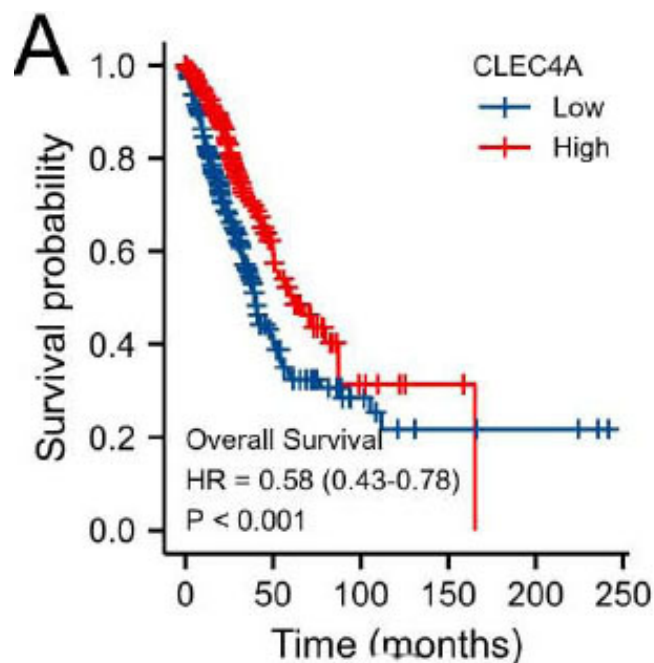 A
CLEC4A
Low
High
Survival probability
1.0
0.8
0.6
0.4
0.2
0.0
Overall Survival
HR = 0.58 (0.43-0.78)
P < 0.001
0 50 100 150 200 250
Time (months)